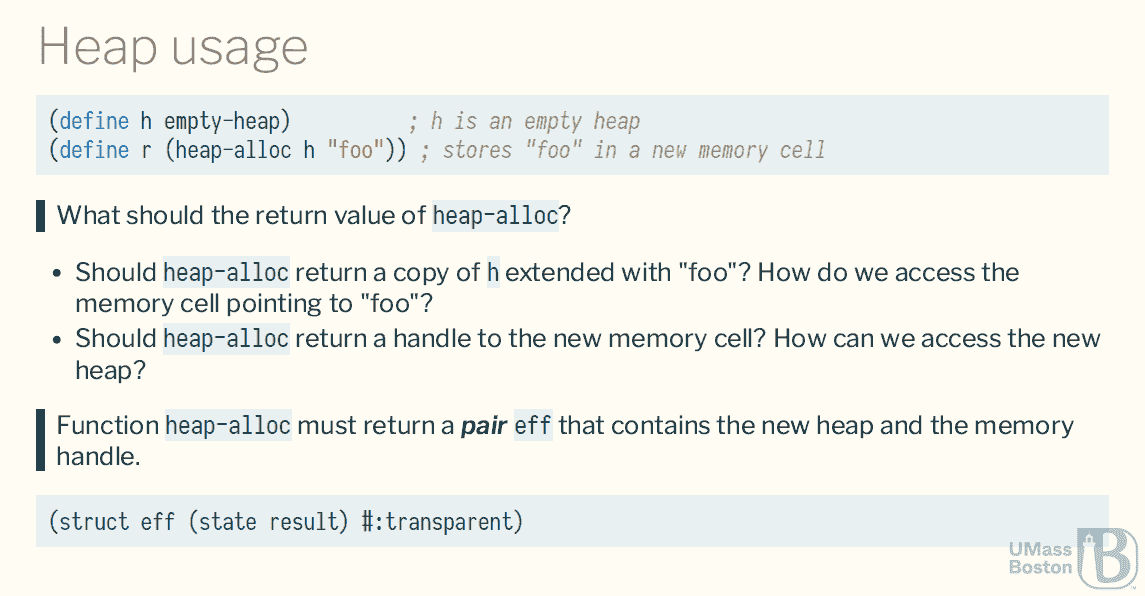 Heap usage
(define h empty-heap)          ; h is an empty heap
(define r (heap-alloc h "foo")) ; stores "foo" in a new memory cell
What should the return value of heap-alloc?
• Should heap-alloc return a copy of h extended with "foo"? How do we access the
memory cell pointing to "foo"?
• Should heap-alloc return a handle to the new memory cell? How can we access the new
heap?
Function heap-alloc must return a pair eff that contains the new heap and the memory
handle.
(struct eff (state result) #:transparent)
UMass
Boston
B